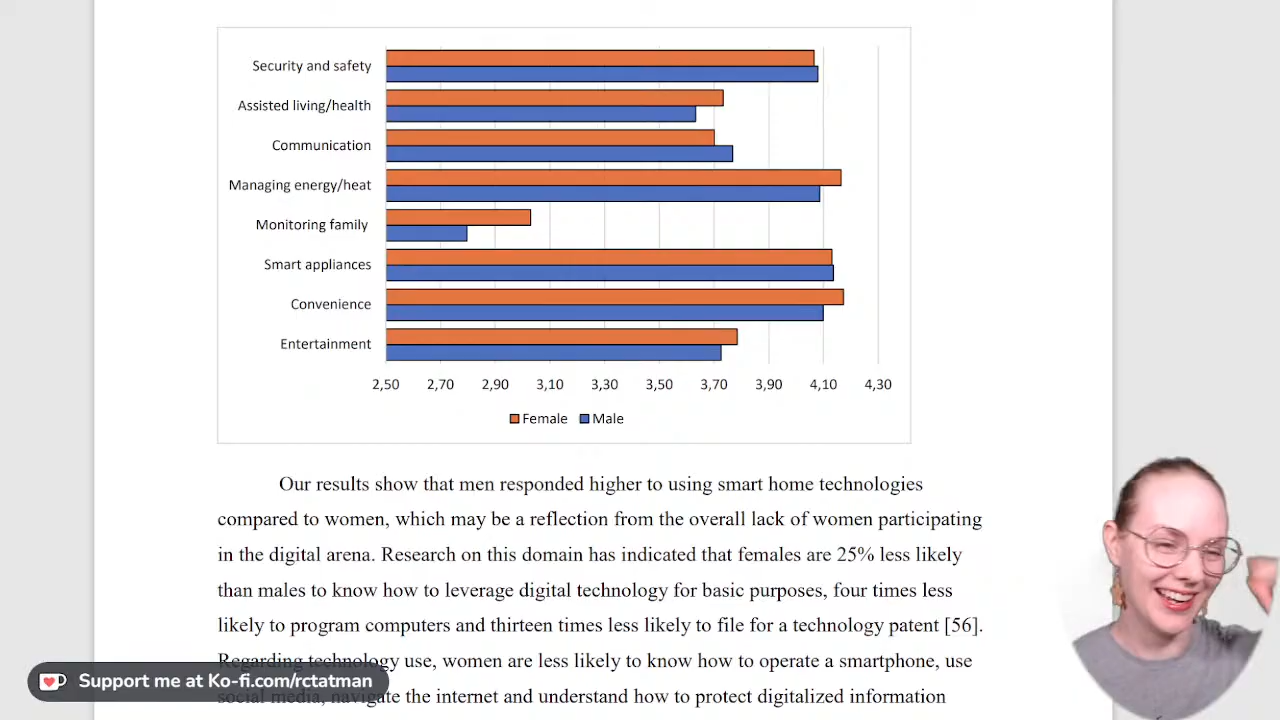 Security and safety
Assisted living/health
Communication
Managing energy/heat
Monitoring family
Smart appliances
Convenience
Entertainment
2,50 2,70 2,90 3,10 3,30 3,50 3,70 3,90 4,10 4,30
Female Male
Our results show that men responded higher to using smart home technologies
compared to women, which may be a reflection from the overall lack of women participating
in the digital arena. Research on this domain has indicated that females are 25% less likely
than males to know how to leverage digital technology for basic purposes, four times less
likely to program computers and thirteen times less likely to file for a technology patent [56].
Regarding technology use, women are less likely to know how to operate a smartphone, use
social media, navigate the internet and understand how to protect digitalized information
Support me at Ko-fi.com/rctatman